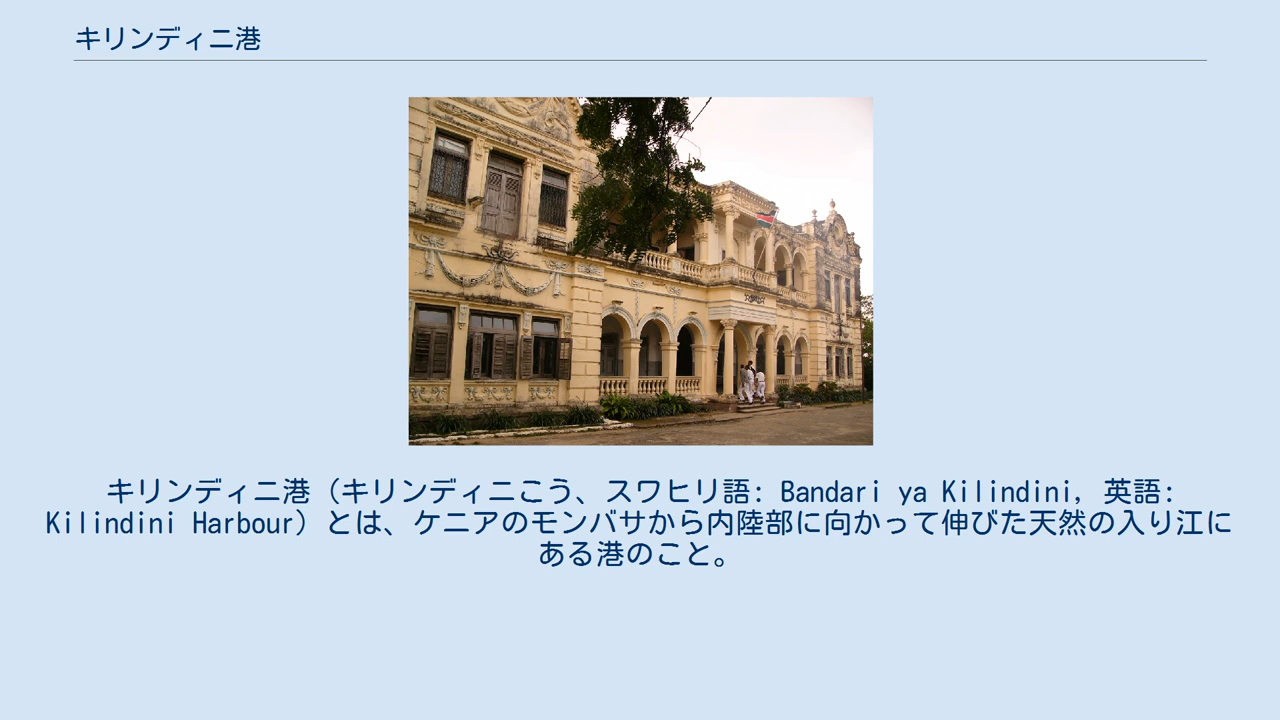 キリンディニ港
キリンディニ港（キリンディニこう、スワヒリ語: Bandari ya Kilindini, 英語:
Kilindini Harbour）とは、ケニアのモンバサから内陸部に向かって伸びた天然の入り江に
ある港のこと。